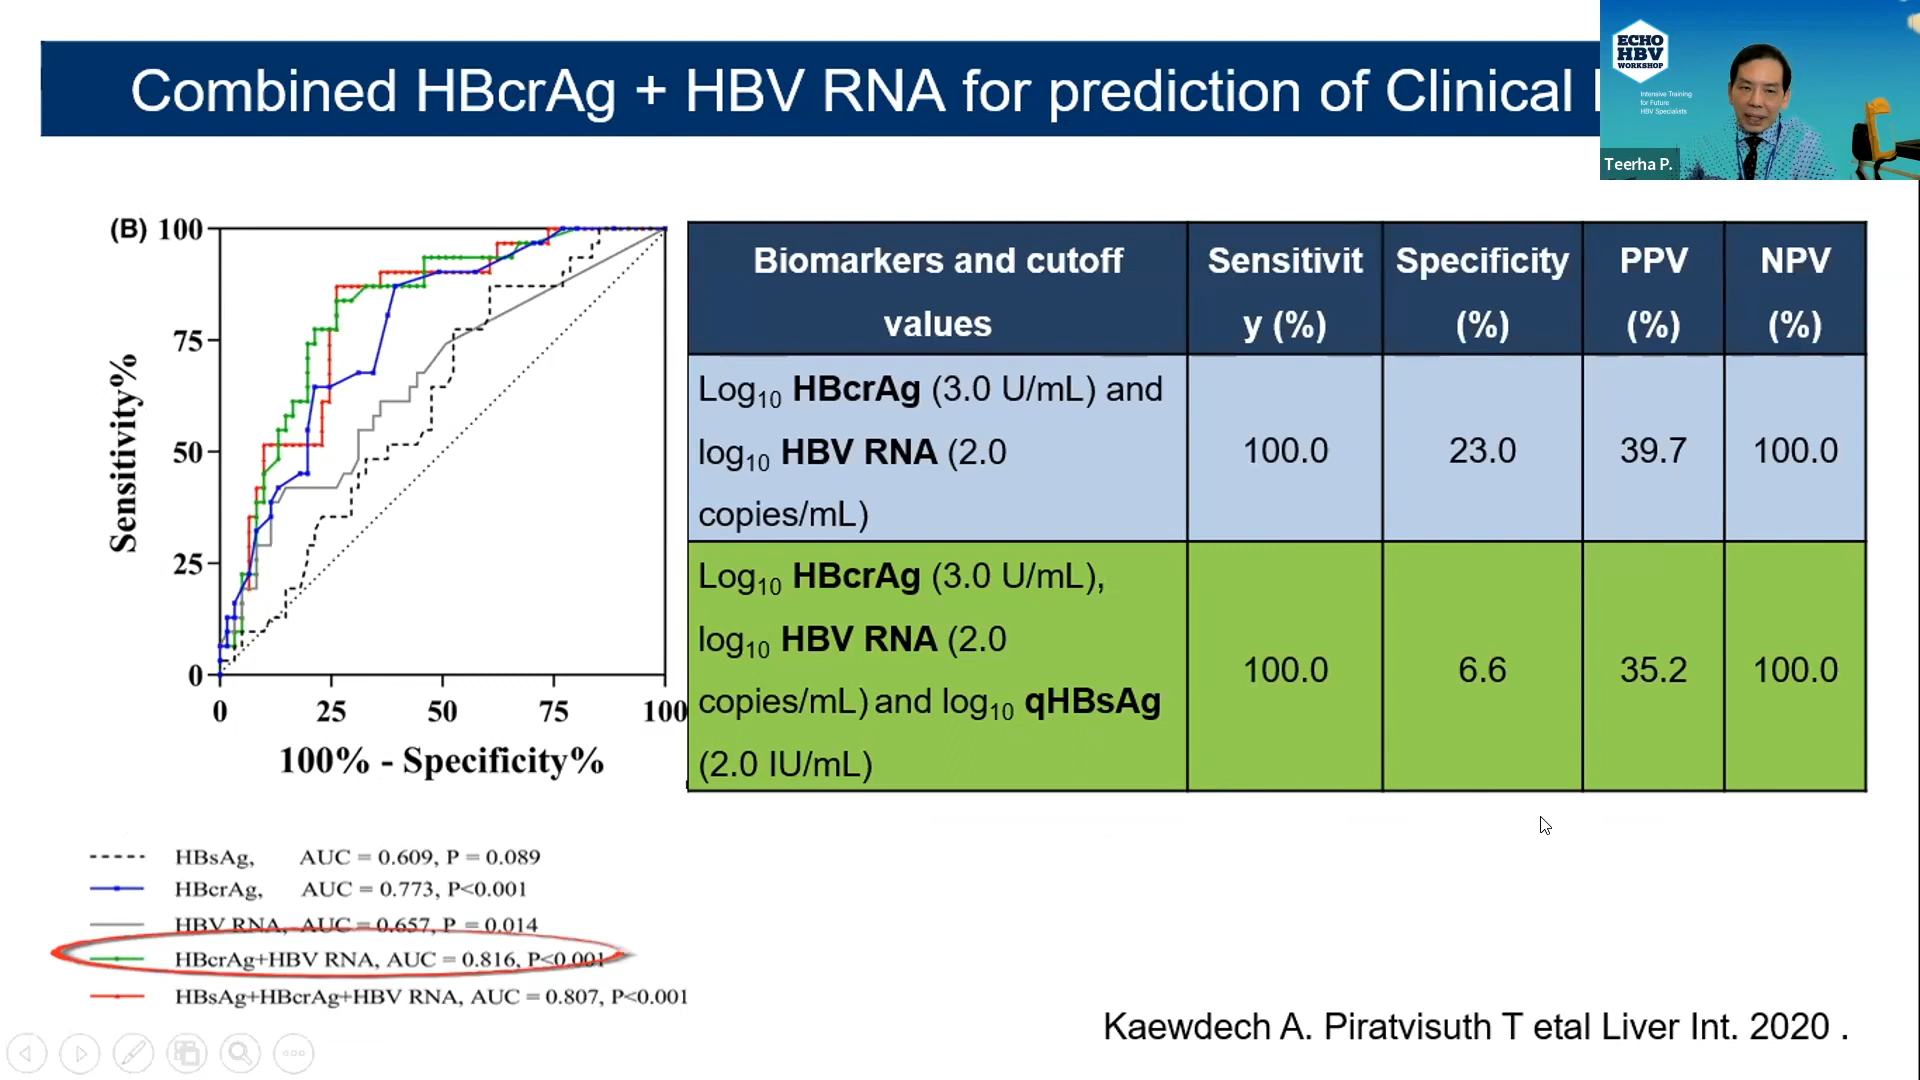 Combined HBcrAg + HBV RNA for prediction of Clinical
ECHO
HBV
WORKSHOP
Intensive Training
for Future
HBV Specialists
Teerha P.
(B)
100
75
50
25
0
Sensitivity%
0 25 50 75 100
100% - Specificity%
Biomarkers and cutoff
values
Sensitivit
y (%)
Specificity
(%)
PPV
(%)
NPV
(%)
Log10 HBcrAg (3.0 U/mL) and
log10 HBV RNA (2.0
copies/mL)
100.0 23.0 39.7 100.0
Log10 HBcrAg (3.0 U/mL),
log10 HBV RNA (2.0
copies/mL) and log10 qHBsAg
(2.0 IU/mL)
100.0 6.6 35.2 100.0
HBsAg, AUC = 0.609, P = 0.089
HBcrAg, AUC = 0.773, P<0.001
HBV RNA, AUC = 0.657, P = 0.014
HBcrAg+HBV RNA, AUC = 0.816, P<0.001
HBsAg+HBcrAg+HBV RNA, AUC = 0.807, P<0.001
Kaewdech A. Piratvisuth T etal Liver Int. 2020 .